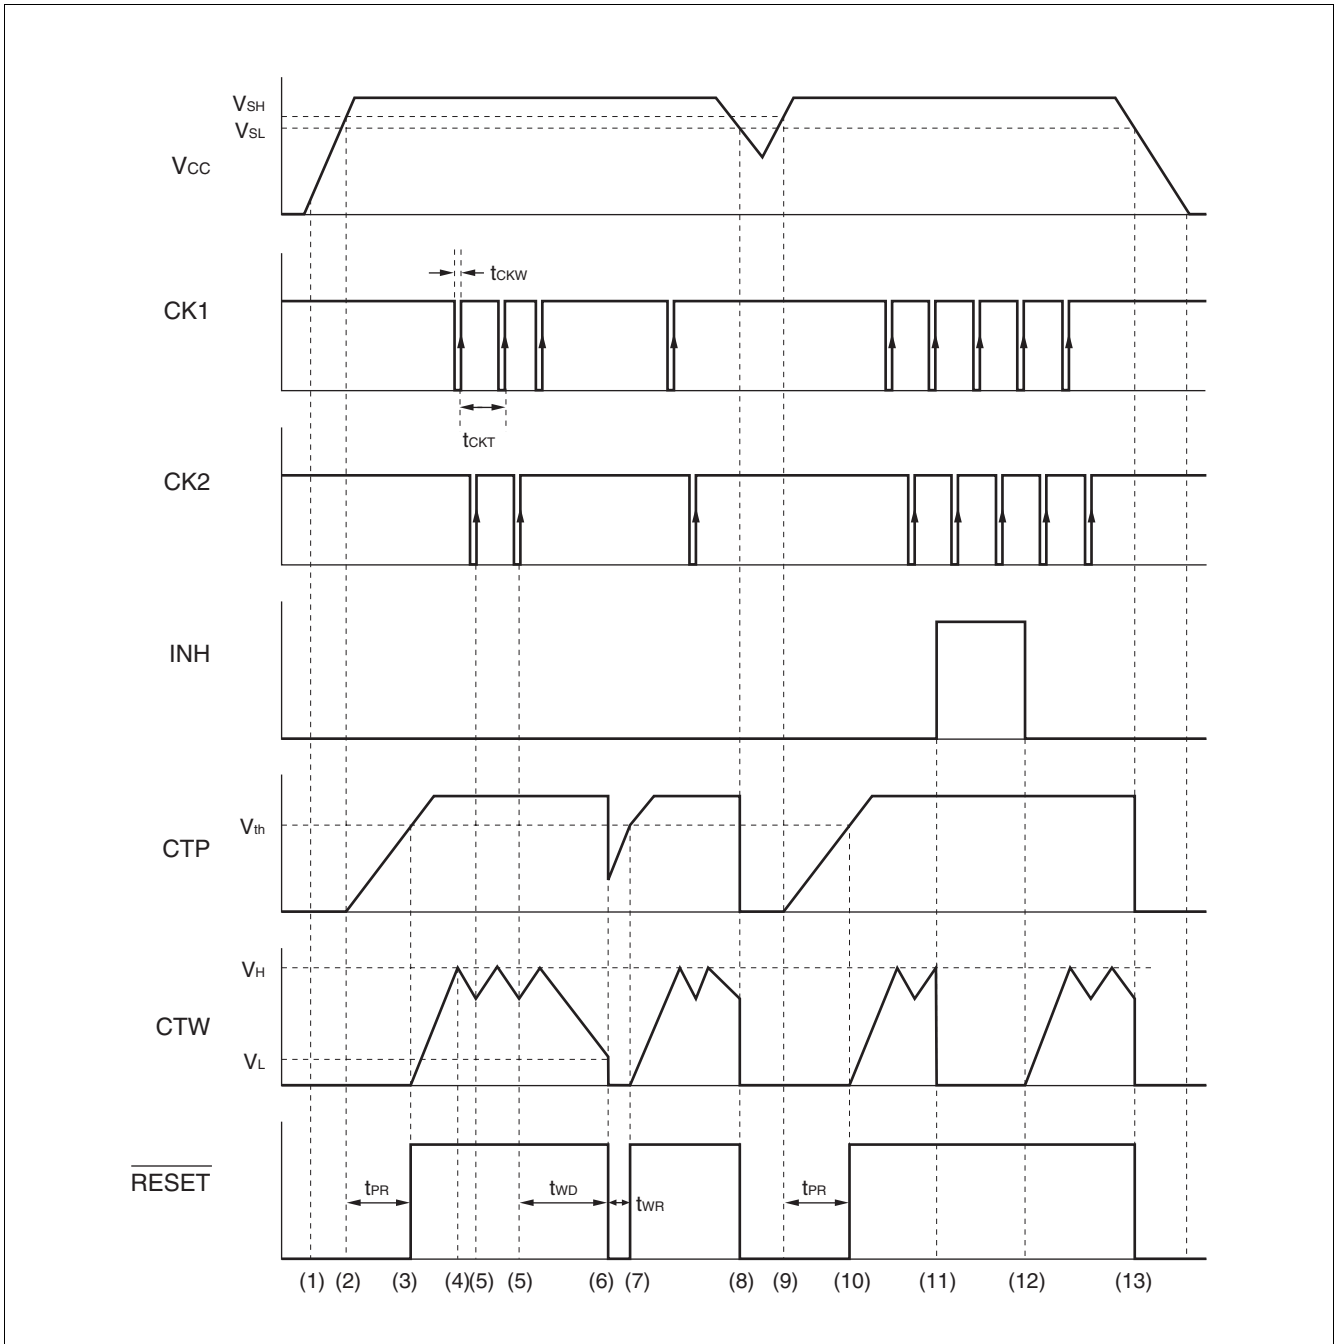 VSH
VSL
VCC
tCKW
CK1
tCKT
CK2
INH
Vth
CTP
VH
CTW
VL
RESET
tPR
tWD
tWR
tPR
(1) (2) (3) (4)(5) (5) (6) (7) (8) (9) (10) (11) (12) (13)